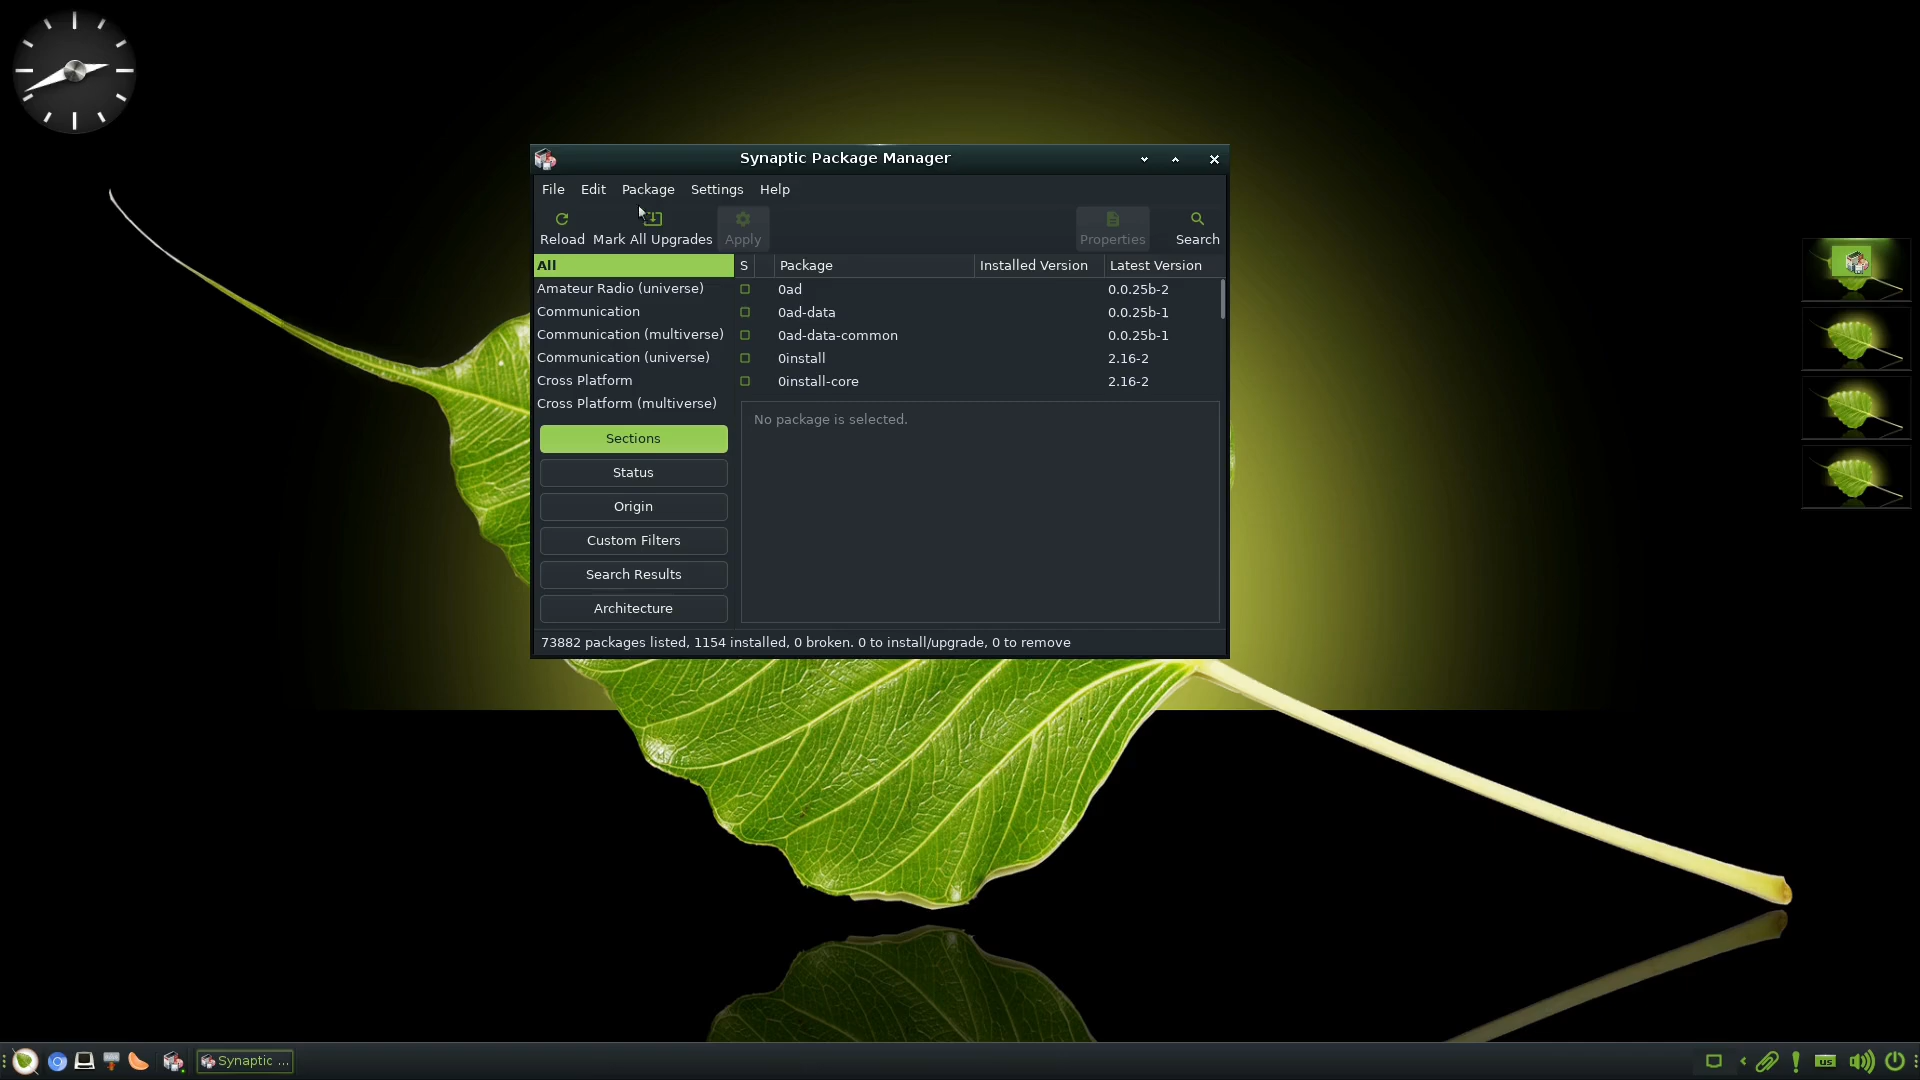 Synaptic Package Manager
File Edit Package Settings Help
Reload Mark All Upgrades Apply Properties Search
All
Amateur Radio (universe)
Communication
Communication (multiverse)
Communication (universe)
Cross Platform
Cross Platform (multiverse)
Sections
Status
Origin
Custom Filters
Search Results
Architecture
S Package Installed Version Latest Version
0ad 0.0.25b-2
0ad-data 0.0.25b-1
0ad-data-common 0.0.25b-1
0install 2.16-2
0install-core 2.16-2
No package is selected.
73882 packages listed, 1154 installed, 0 broken. 0 to install/upgrade, 0 to remove
Synaptic ...
us